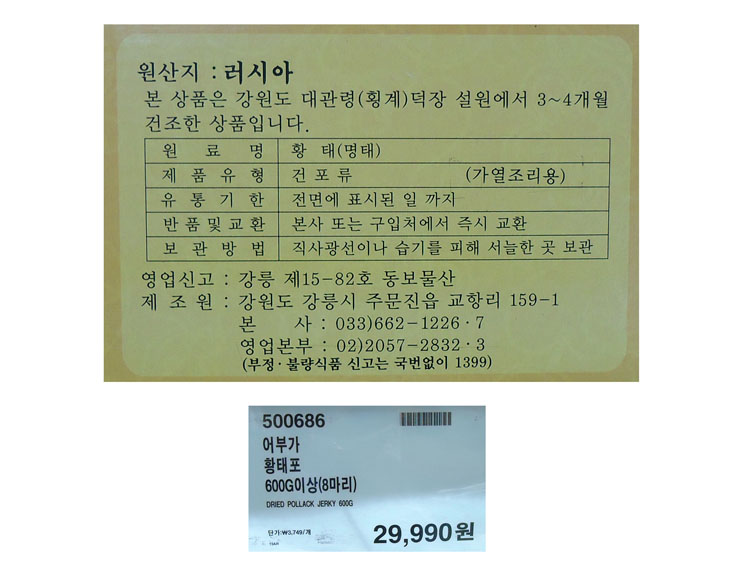 원산지 : 러시아
본 상품은 강원도 대관령(횡계)덕장 설원에서 3~4개월
건조한 상품입니다.
원 료 명 황 태(명태)
제 품 유 형 건 포 류 (가열조리용)
유 통 기 한 전면에 표시된 일 까지
반 품 및 교 환 본사 또는 구입처에서 즉시 교환
보 관 방 법 직사광선이나 습기를 피해 서늘한 곳 보관
영업신고 : 강릉 제15-82호 동보물산
제 조 원 : 강원도 강릉시 주문진읍 교항리 159-1
본 사 : 033)662-1226·7
영업본부 : 02)2057-2832·3
(부정·불량식품 신고는 국번없이 1399)
500686
어부가
황태포
600G이상(8마리)
DRIED POLLACK JERKY 600G
단가:₩3,749/개
29,990원